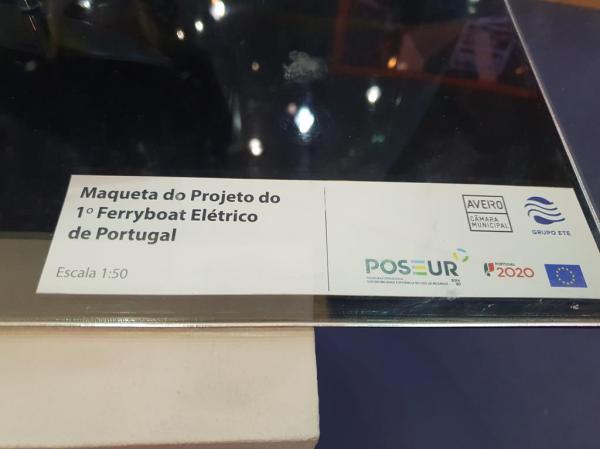 Maqueta do Projeto do
1º Ferryboat Elétrico
de Portugal
Escala 1:50
AVEIRO
CÂMARA
MUNICIPAL
GRUPO ETE
POSEUR
PORTUGAL
2020